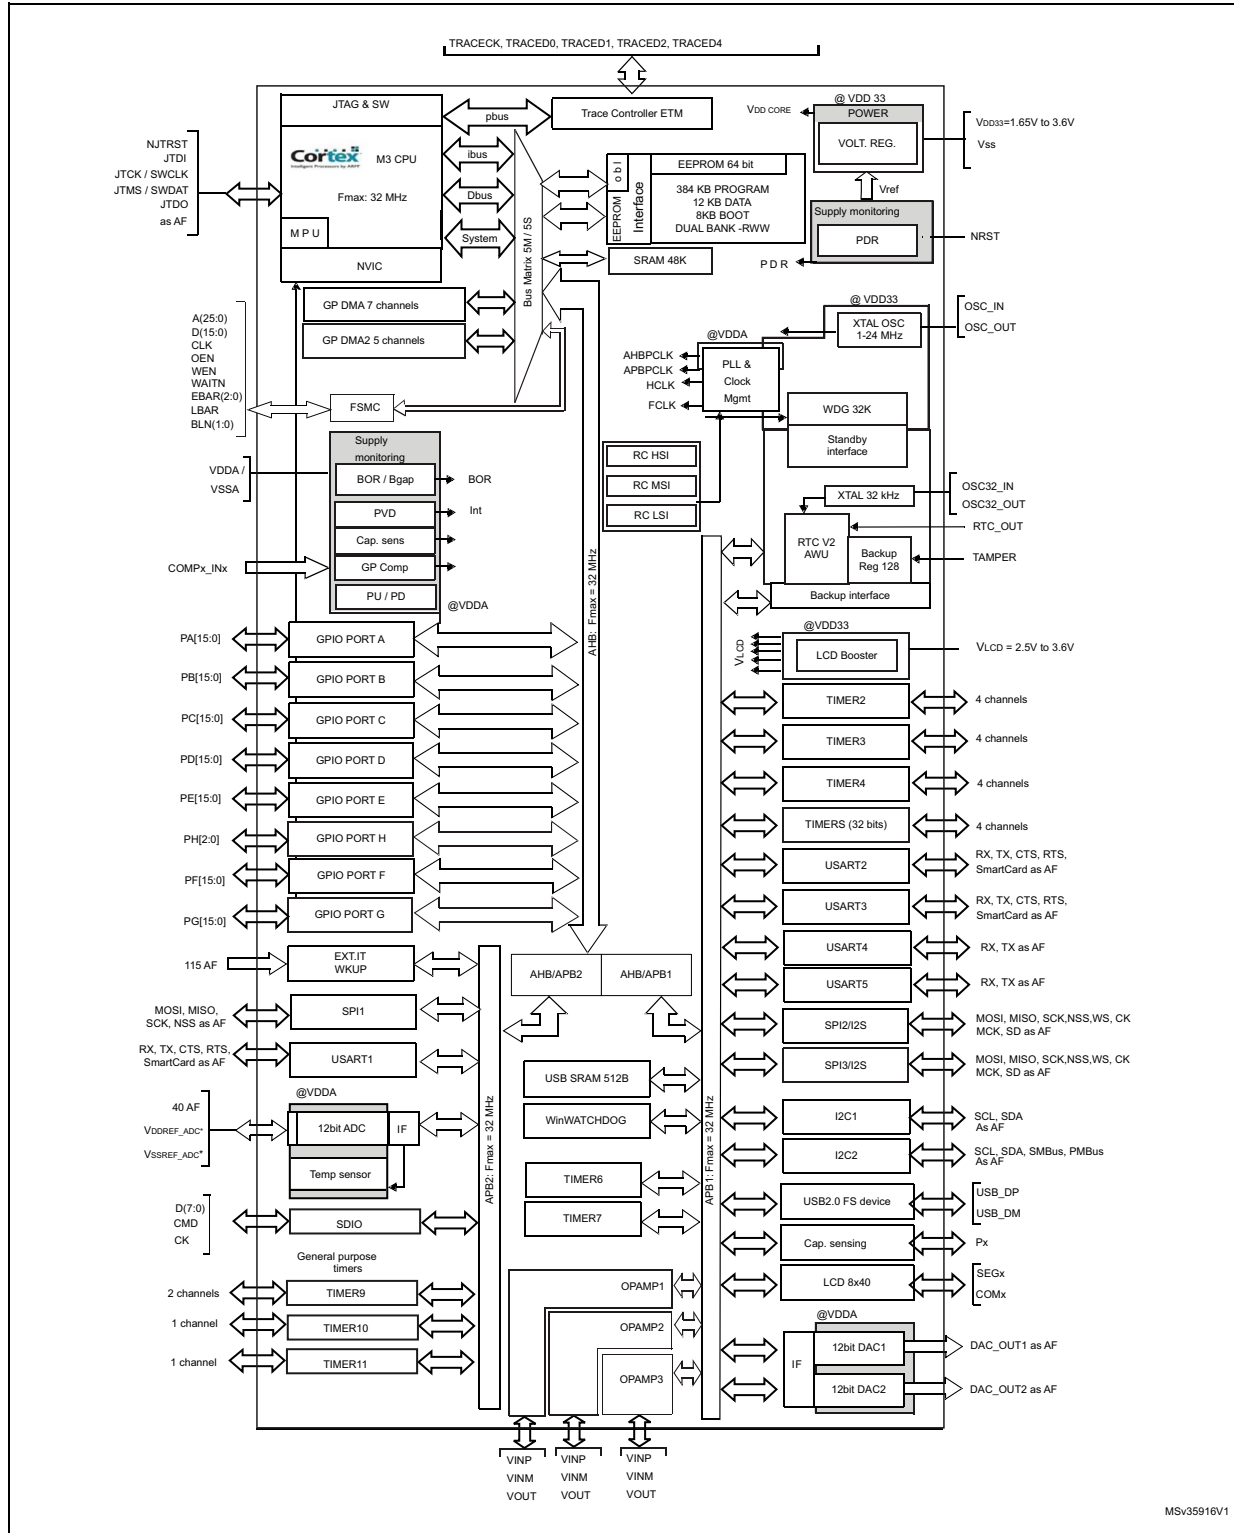 TRACECK, TRACED0, TRACED1, TRACED2, TRACED4
JTAG & SW
pbus
Trace Controller ETM
NJTRST
JTDI
JTCK / SWCLK
JTMS / SWDAT
JTDO
as AF
Cortex
Intelligent Processors by ARM®
M3 CPU
Fmax: 32 MHz
M P U
NVIC
ibus
Dbus
System
Bus Matrix 5M / 5S
EEPROM
Interface
o b l
EEPROM 64 bit
384 KB PROGRAM
12 KB DATA
8KB BOOT
DUAL BANK -RWW
SRAM 48K
@ VDD 33
VDD CORE
POWER
VOLT. REG.
VDD33=1.65V to 3.6V
Vss
Vref
Supply monitoring
PDR
NRST
P D R
GP DMA 7 channels
GP DMA2 5 channels
A(25:0)
D(15:0)
CLK
OEN
WEN
WAITN
EBAR(2:0)
LBAR
BLN(1:0)
FSMC
@ VDD33
XTAL OSC
1-24 MHz
OSC_IN
OSC_OUT
@VDDA
AHBPCLK
APBPCLK
HCLK
FCLK
PLL &
Clock
Mgmt
WDG 32K
Standby
interface
RC HSI
RC MSI
RC LSI
Supply
monitoring
VDDA /
VSSA
BOR / Bgap
BOR
PVD
Int
Cap. sens
COMPx_INx
GP Comp
PU / PD
@VDDA
XTAL 32 kHz
OSC32_IN
OSC32_OUT
RTC V2
AWU
Backup
Reg 128
RTC_OUT
TAMPER
Backup interface
AHB: Fmax = 32 MHz
@VDD33
VLCD
LCD Booster
VLCD = 2.5V to 3.6V
PA[15:0]
GPIO PORT A
PB[15:0]
GPIO PORT B
PC[15:0]
GPIO PORT C
PD[15:0]
GPIO PORT D
PE[15:0]
GPIO PORT E
PH[2:0]
GPIO PORT H
PF[15:0]
GPIO PORT F
PG[15:0]
GPIO PORT G
TIMER2
4 channels
TIMER3
4 channels
TIMER4
4 channels
TIMERS (32 bits)
4 channels
USART2
RX, TX, CTS, RTS,
SmartCard as AF
USART3
RX, TX, CTS, RTS,
SmartCard as AF
USART4
RX, TX as AF
USART5
RX, TX as AF
SPI2/I2S
MOSI, MISO, SCK,NSS,WS, CK
MCK, SD as AF
SPI3/I2S
MOSI, MISO, SCK,NSS,WS, CK
MCK, SD as AF
I2C1
SCL, SDA
As AF
I2C2
SCL, SDA, SMBus, PMBus
As AF
USB2.0 FS device
USB_DP
USB_DM
Cap. sensing
Px
LCD 8x40
SEGx
COMx
@VDDA
IF
12bit DAC1
DAC_OUT1 as AF
12bit DAC2
DAC_OUT2 as AF
115 AF
EXT.IT
WKUP
AHB/APB2
AHB/APB1
MOSI, MISO,
SCK, NSS as AF
SPI1
RX, TX, CTS, RTS,
SmartCard as AF
USART1
@VDDA
40 AF
VDDREF_ADC*
VSSREF_ADC*
12bit ADC
IF
Temp sensor
D(7:0)
CMD
CK
SDIO
General purpose
timers
2 channels
TIMER9
1 channel
TIMER10
1 channel
TIMER11
APB2: Fmax = 32 MHz
USB SRAM 512B
WinWATCHDOG
TIMER6
TIMER7
APB1: Fmax = 32 MHz
OPAMP1
OPAMP2
OPAMP3
VINP
VINM
VOUT
VINP
VINM
VOUT
VINP
VINM
VOUT
MSv35916V1